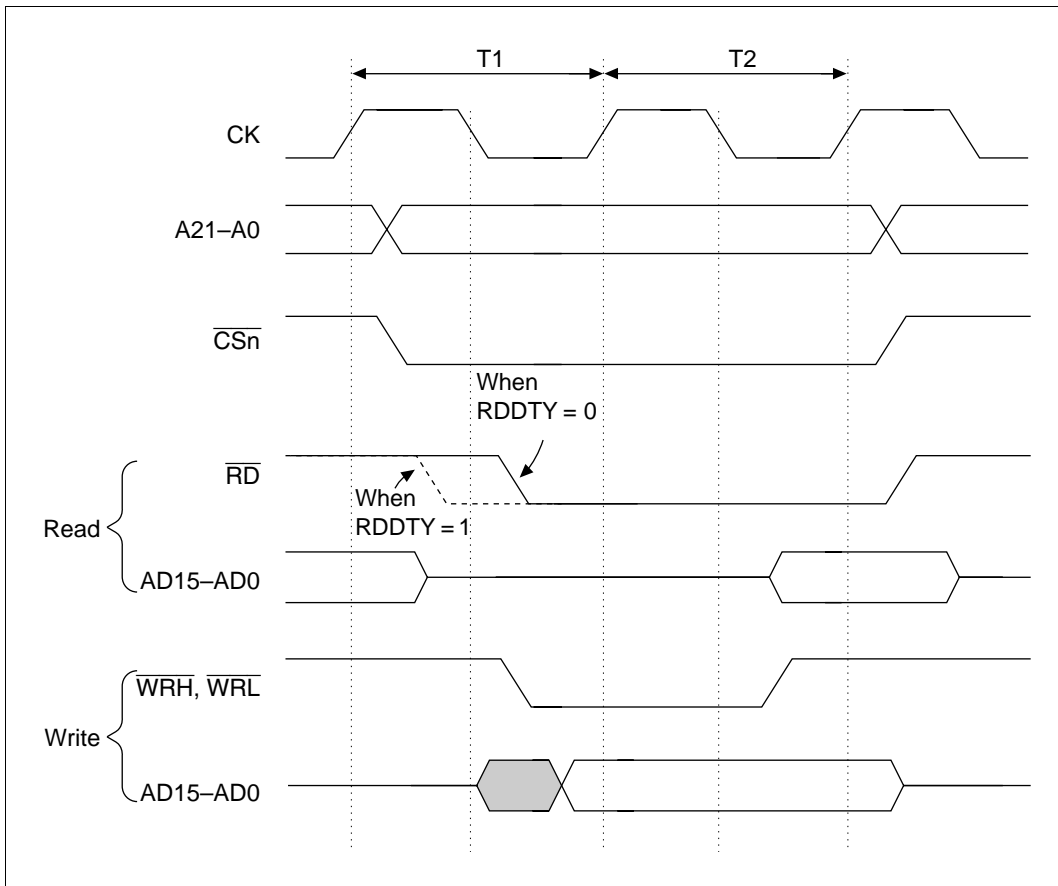 T1
T2
CK
A21–A0
CSn
When
RDDTY = 0
RD
When
RDDTY = 1
Read
AD15–AD0
WRH, WRL
Write
AD15–AD0